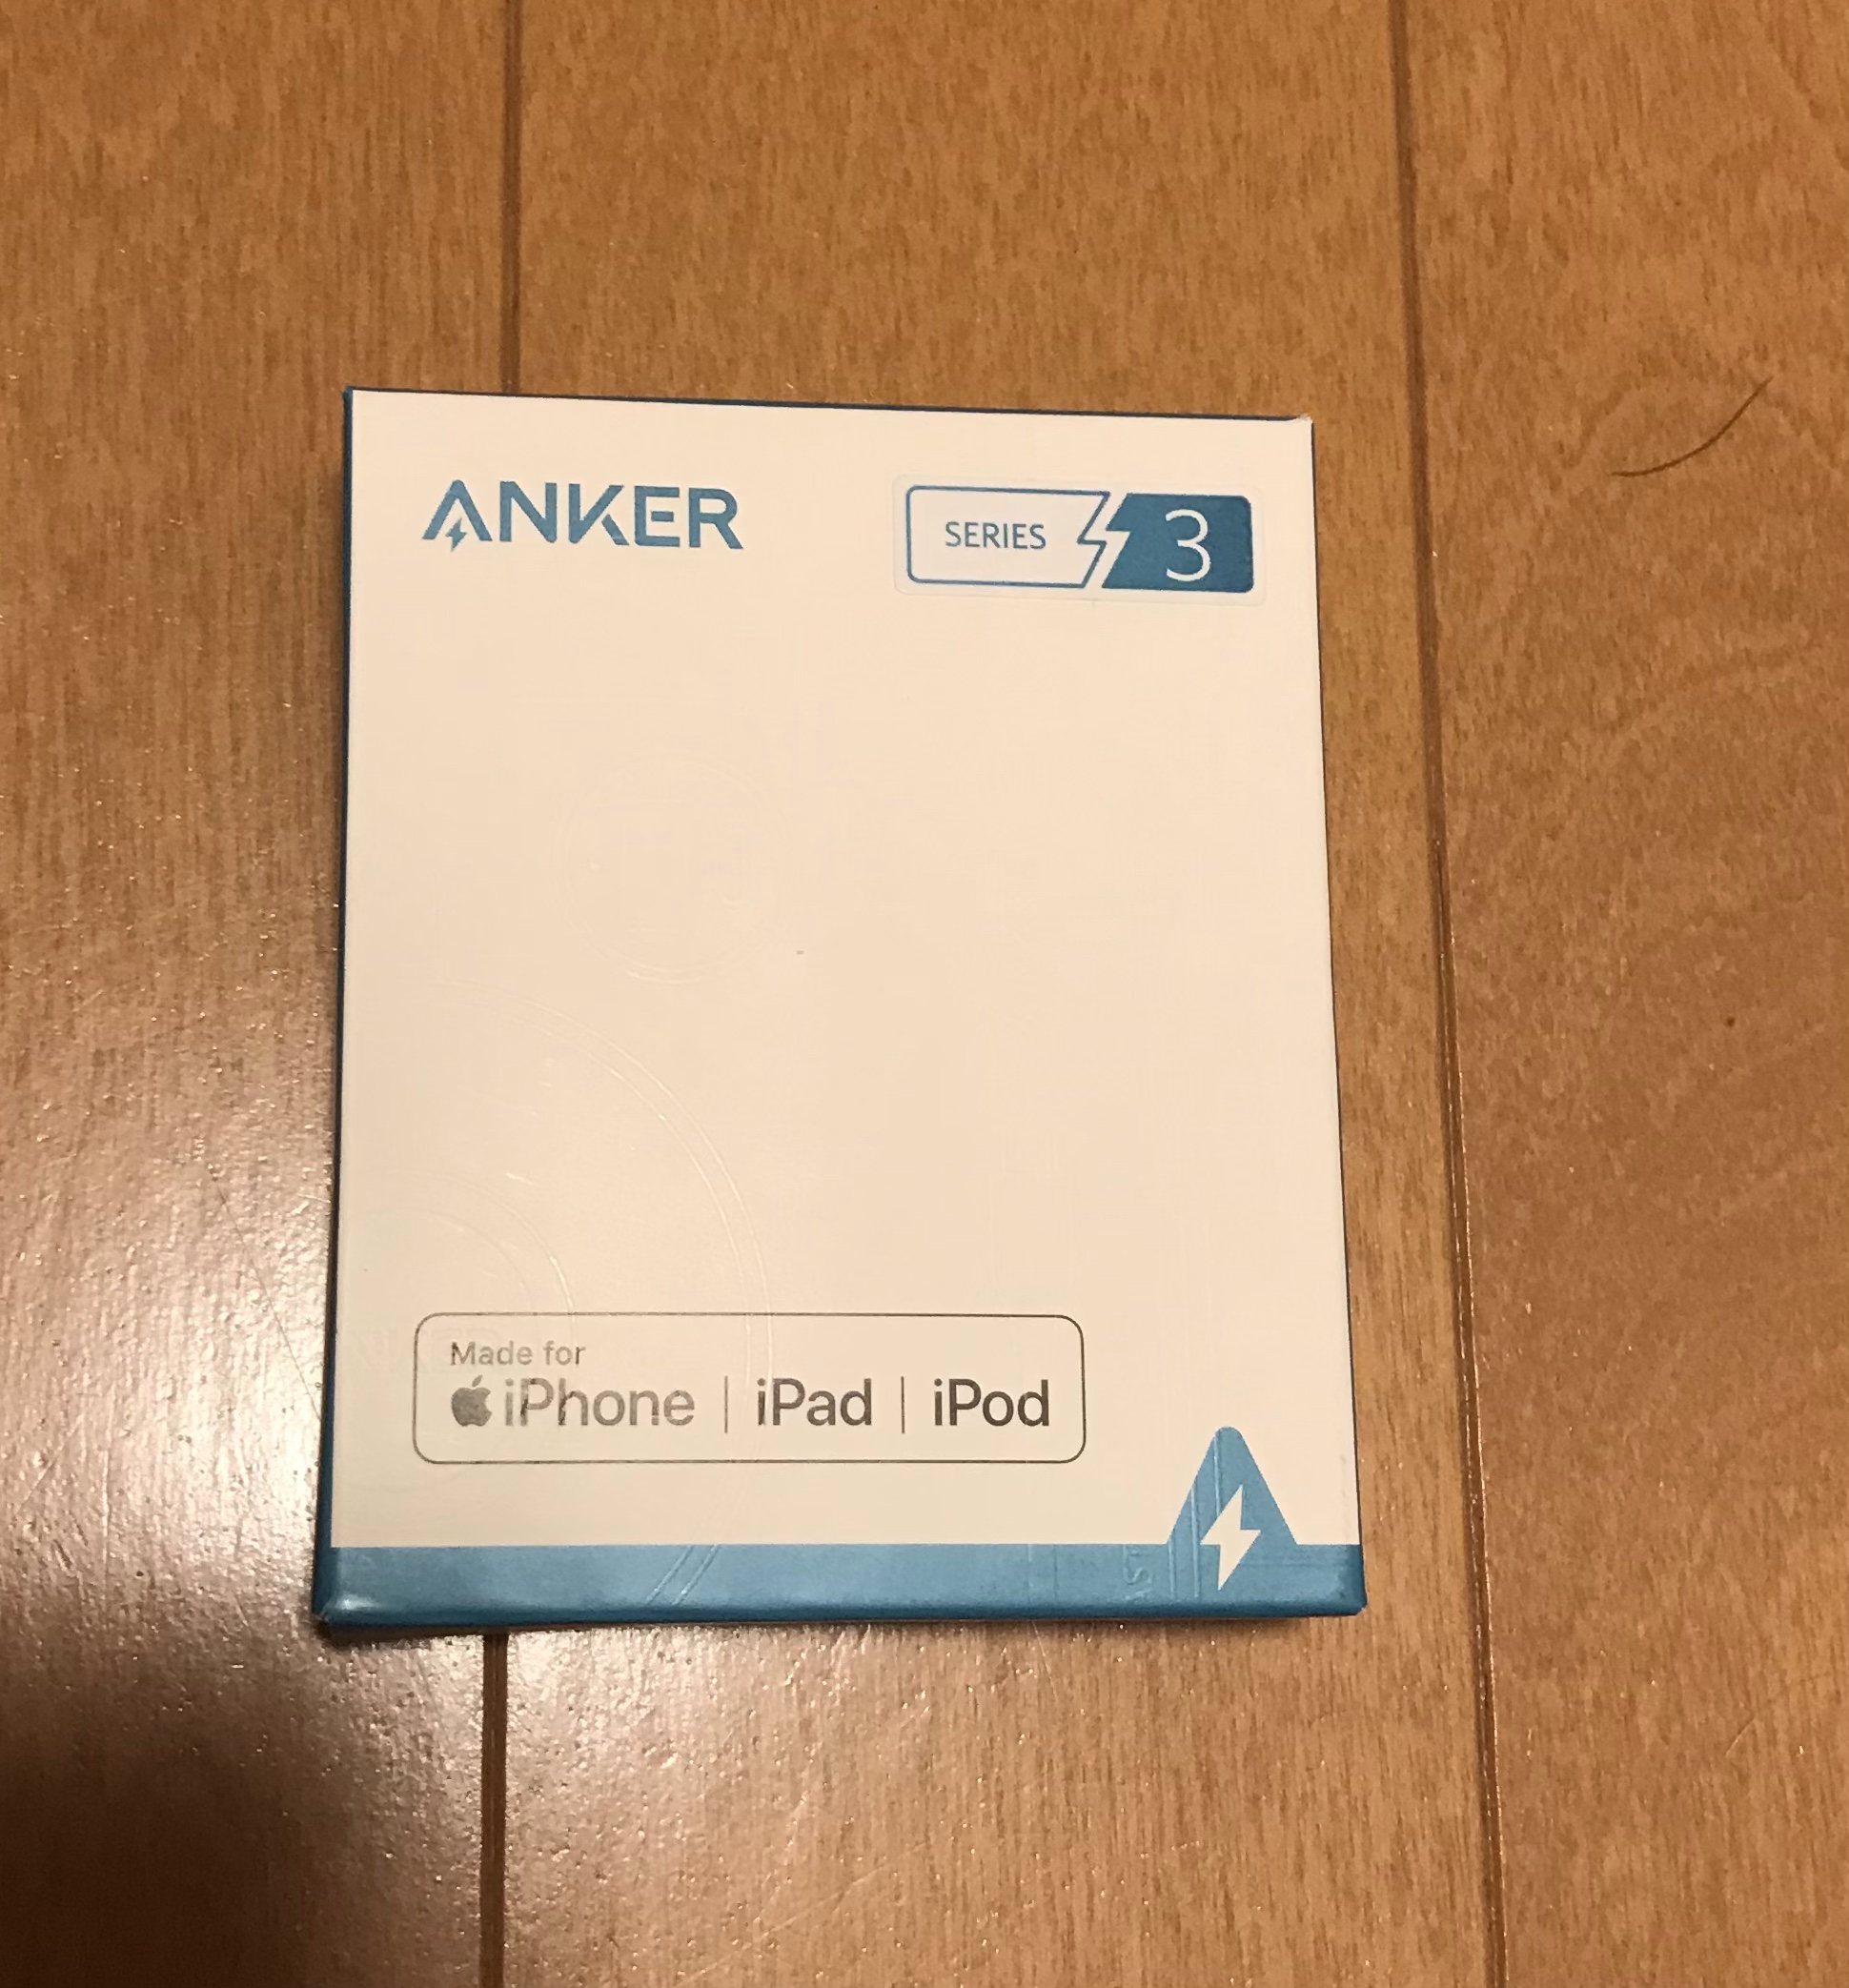 ANKER
SERIES 3
Made for
iPhone | iPad | iPod